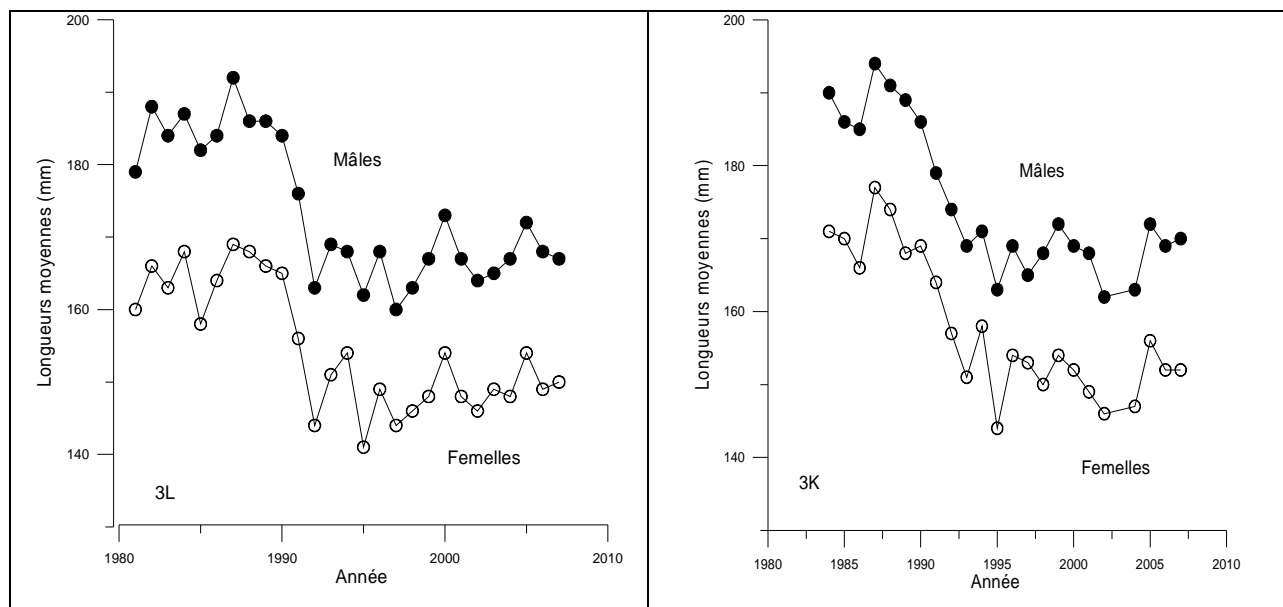 200
180
160
140
Longueurs moyennes (mm)
Mâles
Femelles
3L
1980
1990
2000
2010
Année
200
180
160
140
Longueurs moyennes (mm)
Mâles
Femelles
3K
1980
1985
1990
1995
2000
2005
2010
Année